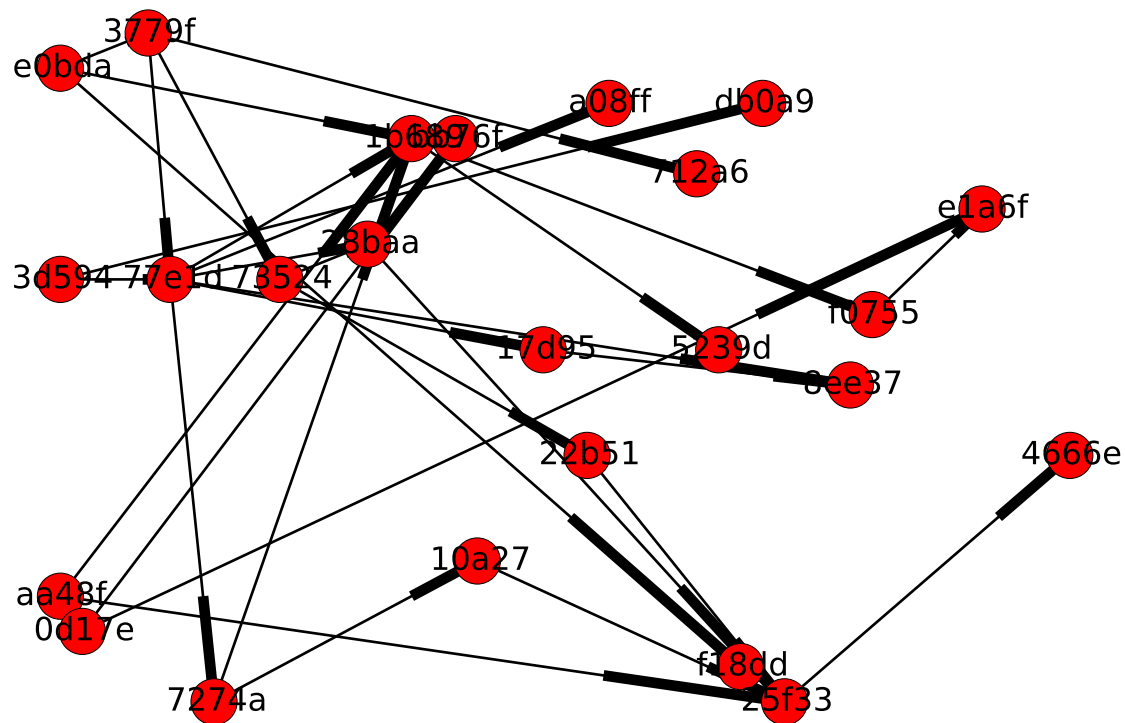 3779f
e0bda
a08ff
db0a9
712a6
e1a6f
28baa
3d594
77e1d
73524
f0755
17d95
5239d
8ee37
22b51
4666e
10a27
aa48f
0d17e
f18dd
7274a
25f33